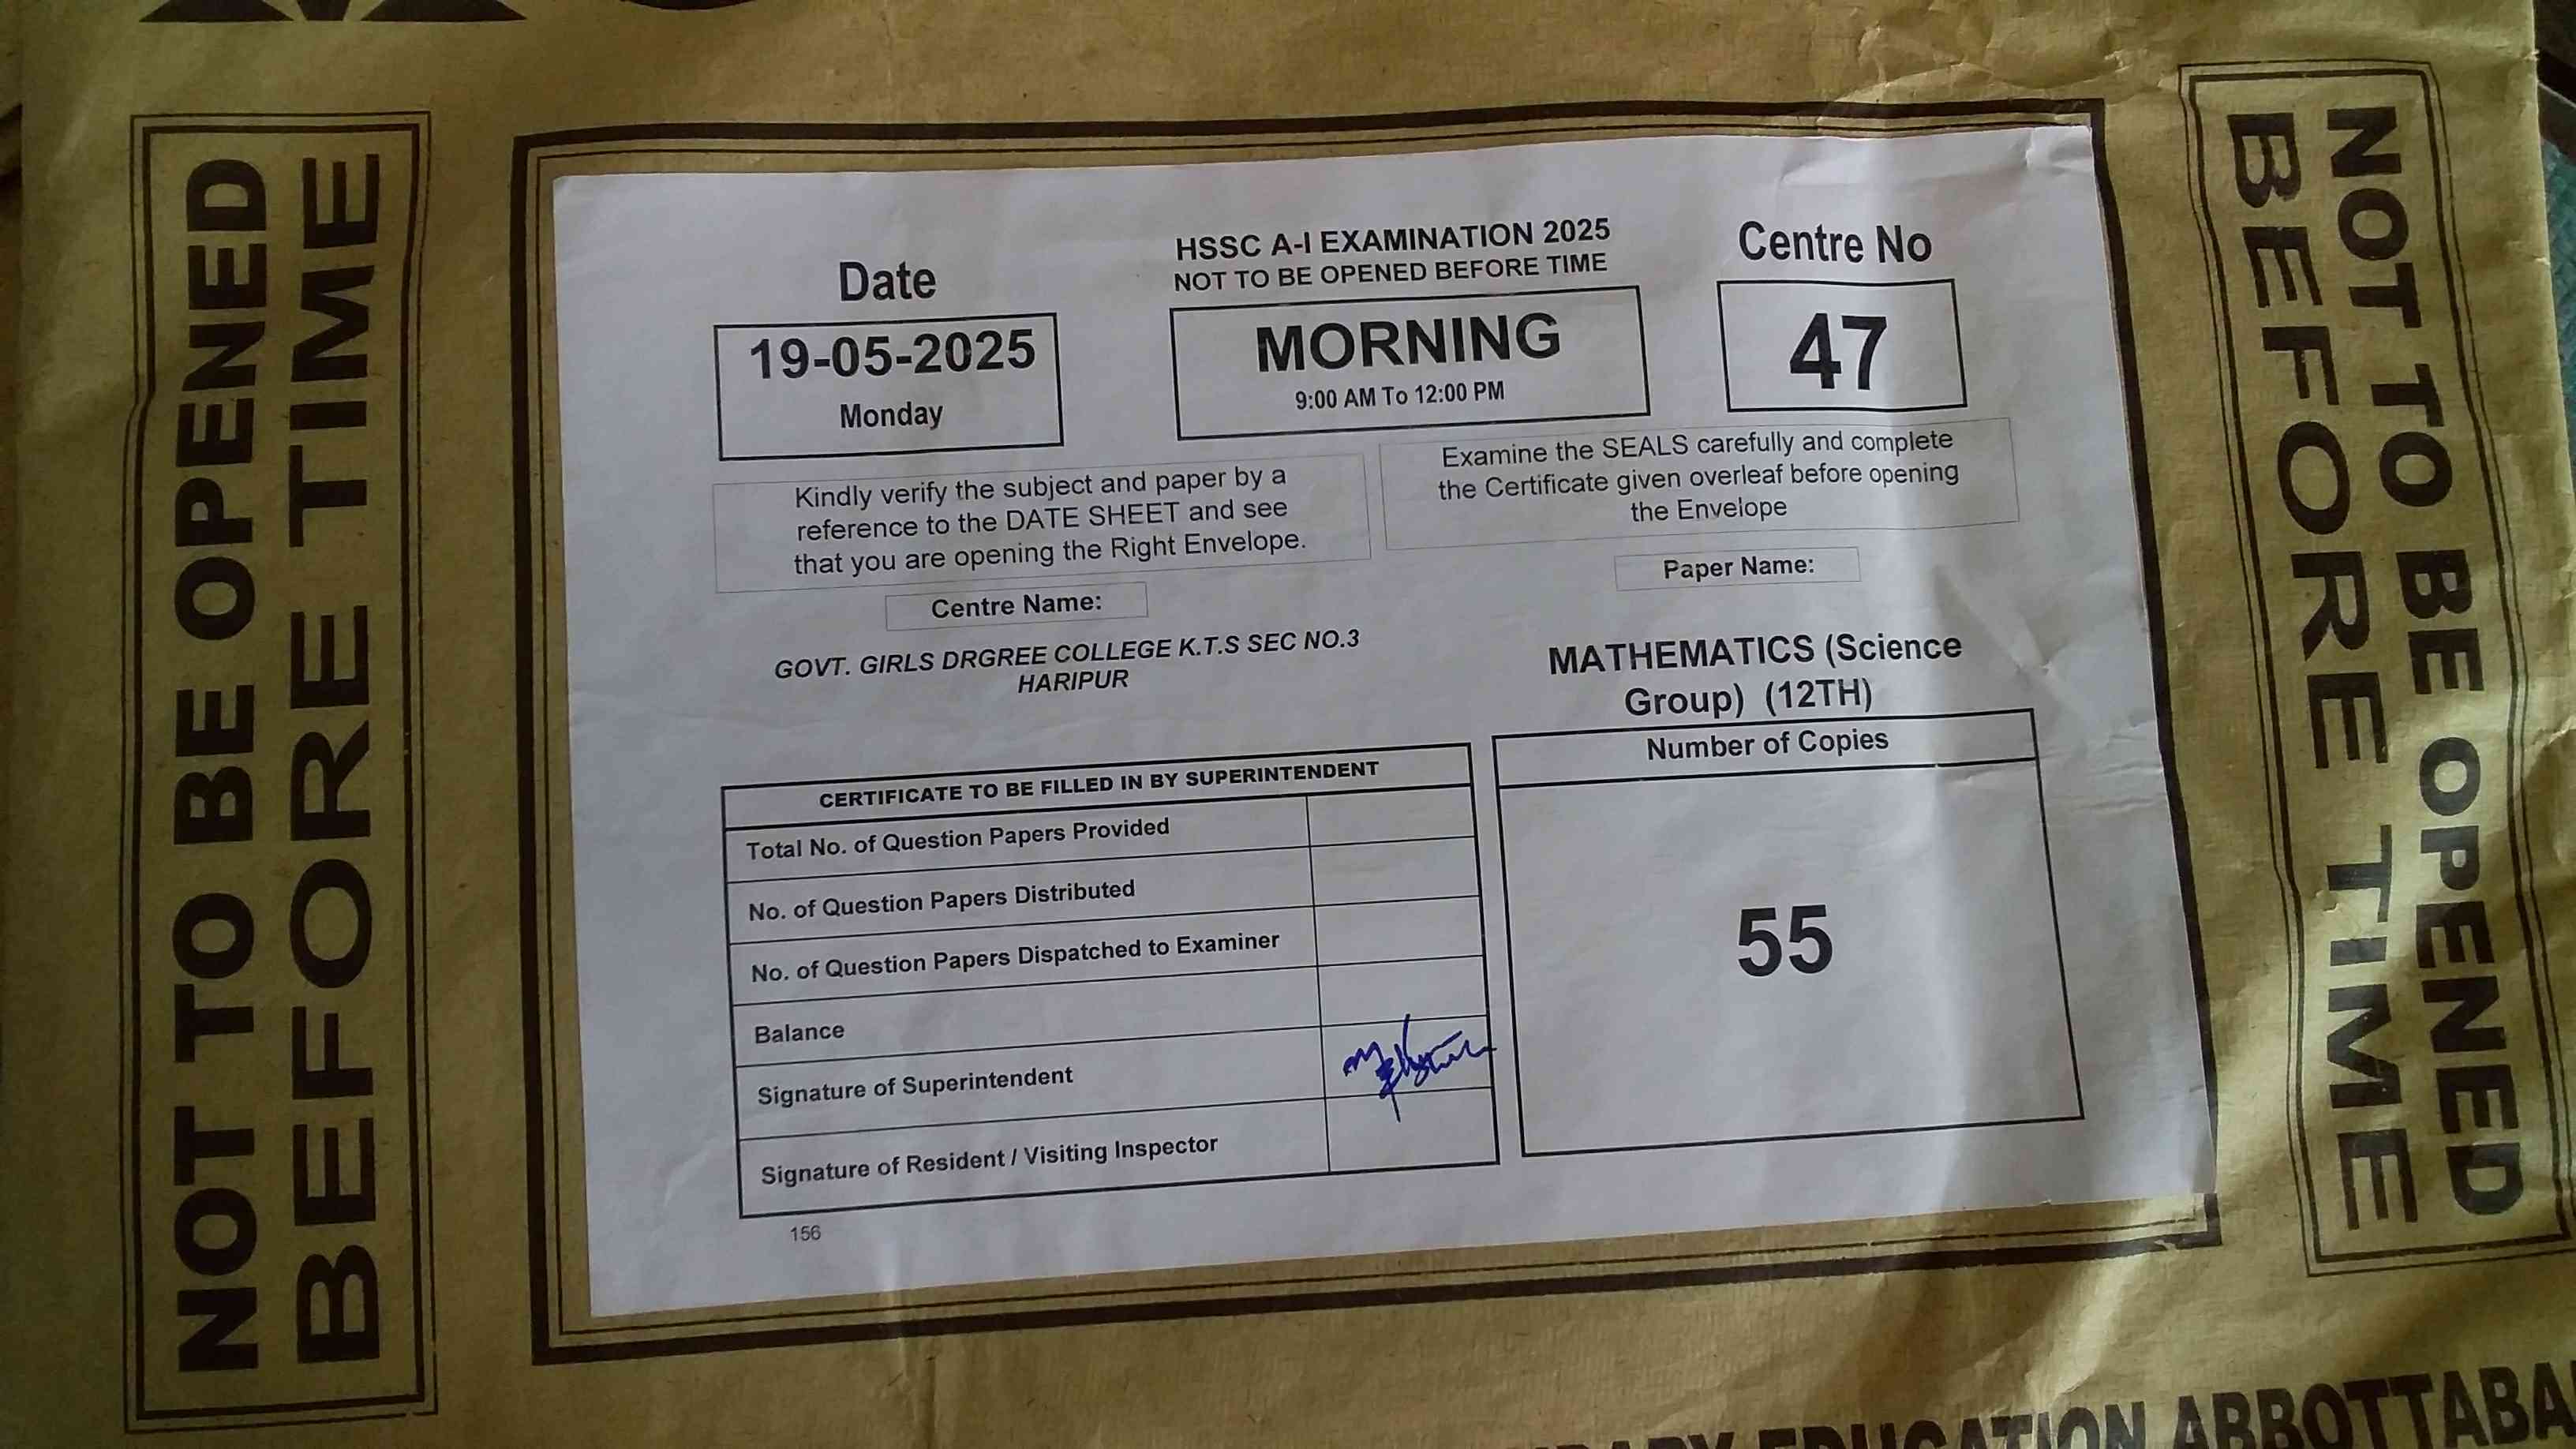 NOT TO BE OPENED
BEFORE TIME
HSSC A-I EXAMINATION 2025
NOT TO BE OPENED BEFORE TIME
Date
19-05-2025
Monday
MORNING
9:00 AM To 12:00 PM
Centre No
47
Kindly verify the subject and paper by a
reference to the DATE SHEET and see
that you are opening the Right Envelope.
Examine the SEALS carefully and complete
the Certificate given overleaf before opening
the Envelope
Centre Name:
GOVT. GIRLS DRGREE COLLEGE K.T.S SEC NO.3
HARIPUR
Paper Name:
MATHEMATICS (Science
Group) (12TH)
CERTIFICATE TO BE FILLED IN BY SUPERINTENDENT
Total No. of Question Papers Provided
No. of Question Papers Distributed
No. of Question Papers Dispatched to Examiner
Balance
Signature of Superintendent
Signature of Resident / Visiting Inspector
Number of Copies
55
156
NOT TO BE OPENED
BEFORE TIME
EDUCATION ABBOTTABA